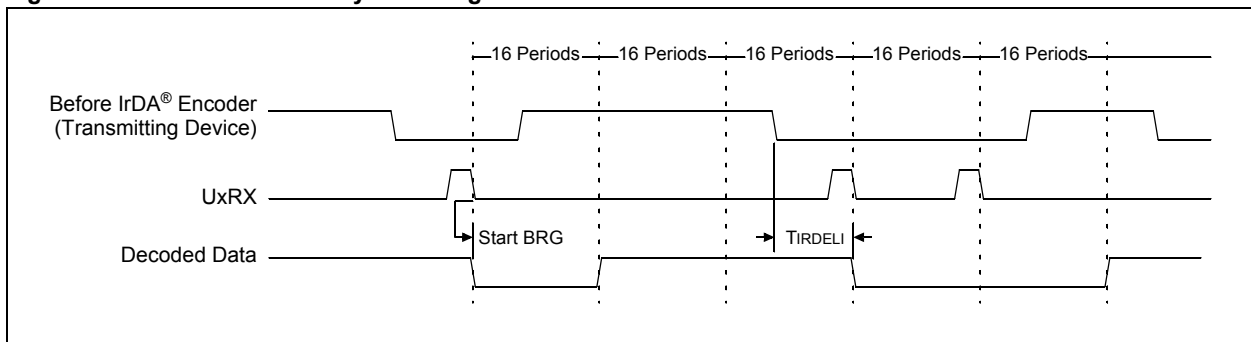 16 Periods 16 Periods 16 Periods 16 Periods 16 Periods
Before IrDA® Encoder
(Transmitting Device)
UxRX
Start BRG
TIRDELI
Decoded Data